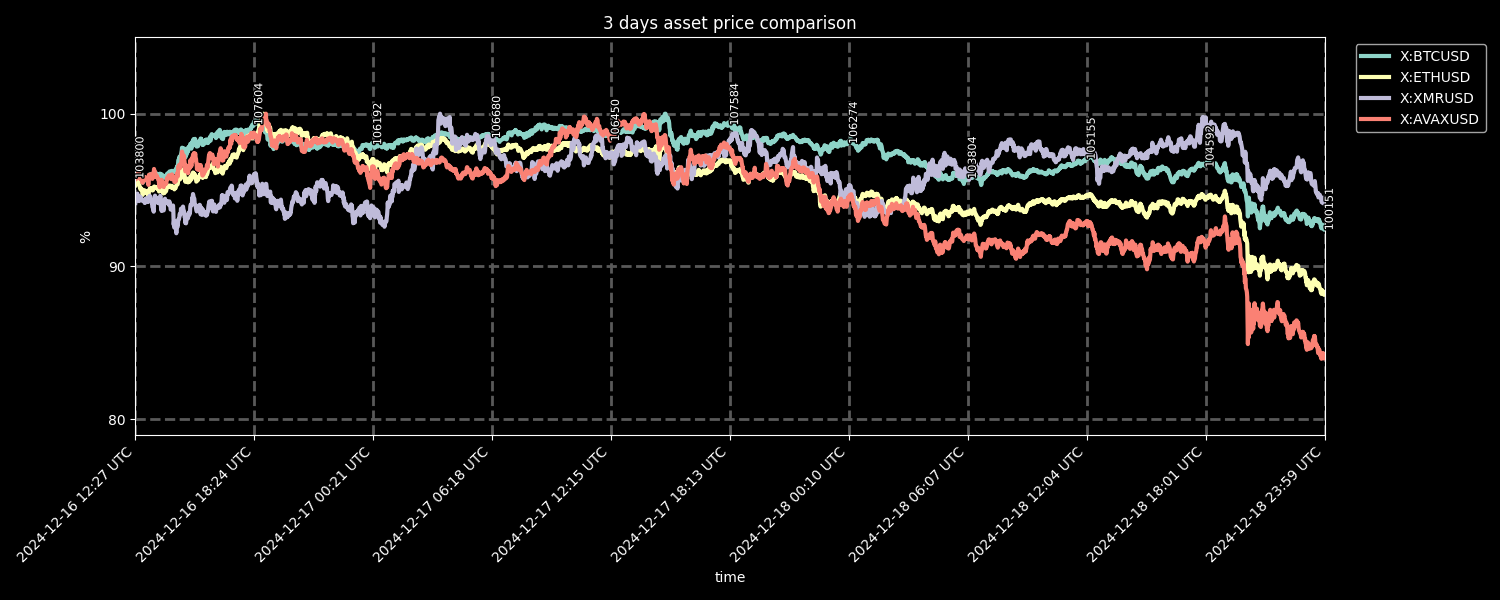 3 days asset price comparison
X:BTCUSD
X:ETHUSD
X:XMRUSD
X:AVAXUSD
%
100
90
80
103800
107604
106192
106680
106450
107584
106274
103804
105155
104592
100151
2024-12-16 12:27 UTC
2024-12-16 18:24 UTC
2024-12-17 00:21 UTC
2024-12-17 06:18 UTC
2024-12-17 12:15 UTC
2024-12-17 18:13 UTC
2024-12-18 00:10 UTC
2024-12-18 06:07 UTC
2024-12-18 12:04 UTC
2024-12-18 18:01 UTC
2024-12-18 23:59 UTC
time